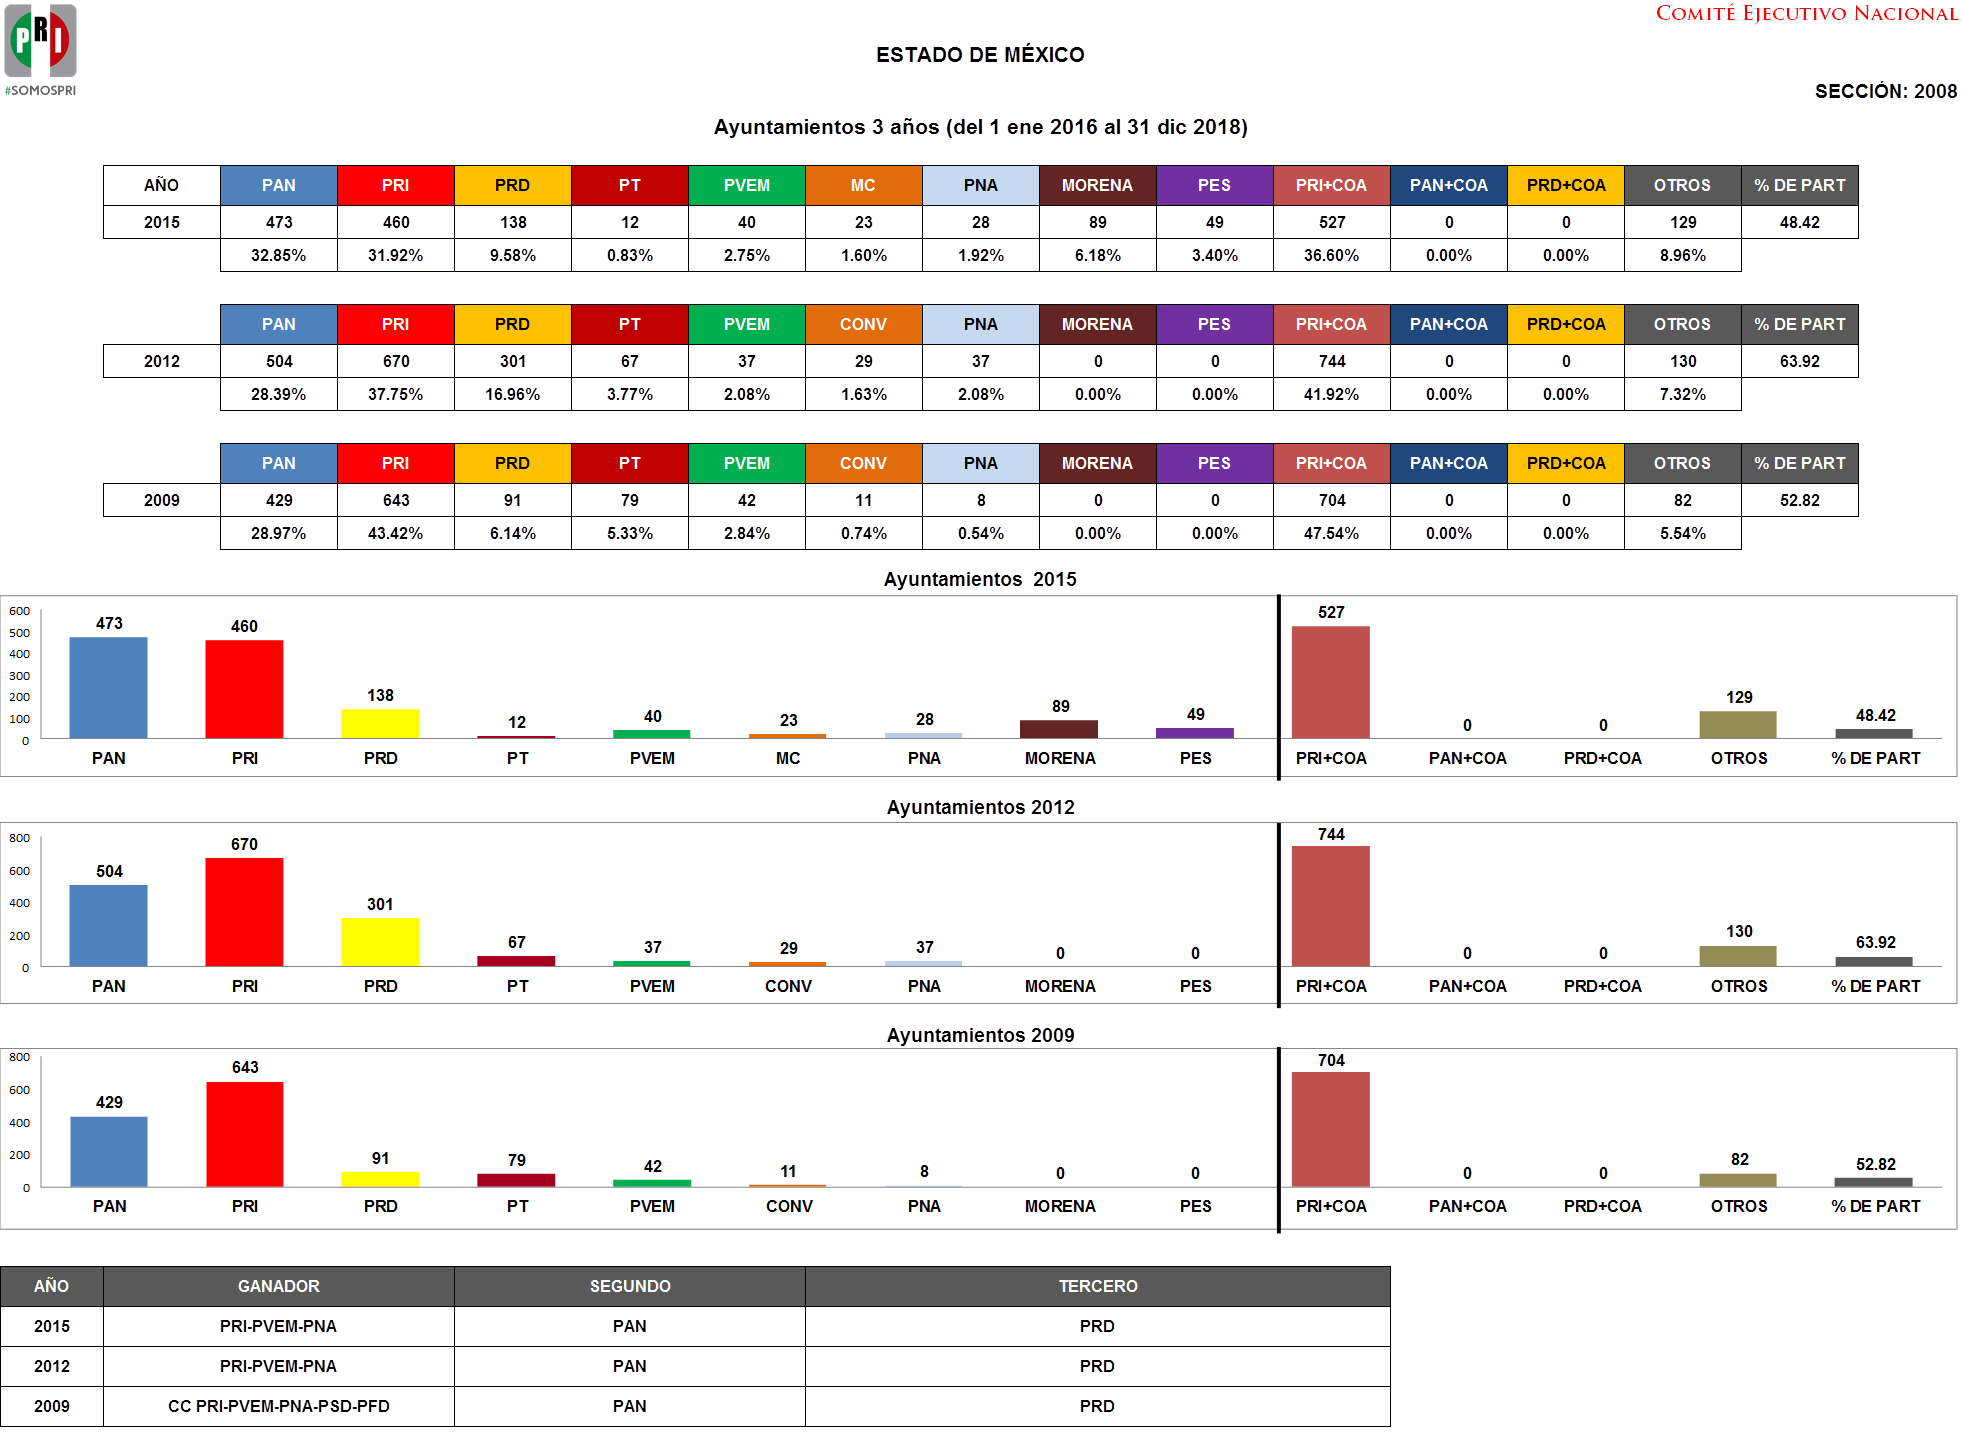 PRI
#SOMOSPRI
COMITÉ EJECUTIVO NACIONAL
ESTADO DE MÉXICO
SECCIÓN: 2008
Ayuntamientos 3 años (del 1 ene 2016 al 31 dic 2018)
AÑO PAN PRI PRD PT PVEM MC PNA MORENA PES PRI+COA PAN+COA PRD+COA OTROS % DE PART
2015 473 460 138 12 40 23 28 89 49 527 0 0 129 48.42
32.85% 31.92% 9.58% 0.83% 2.75% 1.60% 1.92% 6.18% 3.40% 36.60% 0.00% 0.00% 8.96%
PAN PRI PRD PT PVEM CONV PNA MORENA PES PRI+COA PAN+COA PRD+COA OTROS % DE PART
2012 504 670 301 67 37 29 37 0 0 744 0 0 130 63.92
28.39% 37.75% 16.96% 3.77% 2.08% 1.63% 2.08% 0.00% 0.00% 41.92% 0.00% 0.00% 7.32%
PAN PRI PRD PT PVEM CONV PNA MORENA PES PRI+COA PAN+COA PRD+COA OTROS % DE PART
2009 429 643 91 79 42 11 8 0 0 704 0 0 82 52.82
28.97% 43.42% 6.14% 5.33% 2.84% 0.74% 0.54% 0.00% 0.00% 47.54% 0.00% 0.00% 5.54%
Ayuntamientos 2015
600
500
400
300
200
100
0
473 460 138 12 40 23 28 89 49 527 0 0 129 48.42
PAN PRI PRD PT PVEM MC PNA MORENA PES PRI+COA PAN+COA PRD+COA OTROS % DE PART
Ayuntamientos 2012
800
600
400
200
0
504 670 301 67 37 29 37 0 0 744 0 0 130 63.92
PAN PRI PRD PT PVEM CONV PNA MORENA PES PRI+COA PAN+COA PRD+COA OTROS % DE PART
Ayuntamientos 2009
800
600
400
200
0
429 643 91 79 42 11 8 0 0 704 0 0 82 52.82
PAN PRI PRD PT PVEM CONV PNA MORENA PES PRI+COA PAN+COA PRD+COA OTROS % DE PART
AÑO GANADOR SEGUNDO TERCERO
2015 PRI-PVEM-PNA PAN PRD
2012 PRI-PVEM-PNA PAN PRD
2009 CC PRI-PVEM-PNA-PSD-PFD PAN PRD